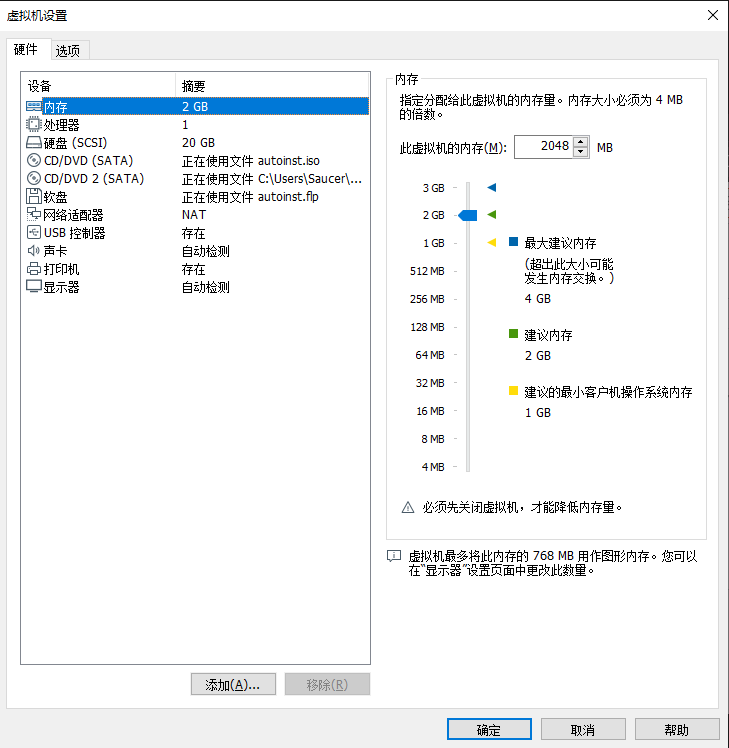 虚拟机设置
硬件 选项
设备 摘要
内存 2 GB
处理器 1
硬盘 (SCSI) 20 GB
CD/DVD (SATA) 正在使用文件 autoinst.iso
CD/DVD 2 (SATA) 正在使用文件 C:\Users\Saucer\...
软盘 正在使用文件 autoinst.flp
网络适配器 NAT
USB 控制器 存在
声卡 自动检测
打印机 存在
显示器 自动检测
添加(A)... 移除(R)
内存
指定分配给此虚拟机的内存量。内存大小必须为 4 MB
的倍数。
此虚拟机的内存(M): 2048 MB
3 GB
2 GB
1 GB
512 MB
256 MB
128 MB
64 MB
32 MB
16 MB
8 MB
4 MB
最大建议内存
(超出此大小可能
发生内存交换。)
4 GB
建议内存
2 GB
建议的最小客户机操作系统内存
1 GB
必须先关闭虚拟机，才能降低内存量。
虚拟机最多将此内存的 768 MB 用作图形内存。您可以
在“显示器”设置页面中更改此数量。
确定 取消 帮助